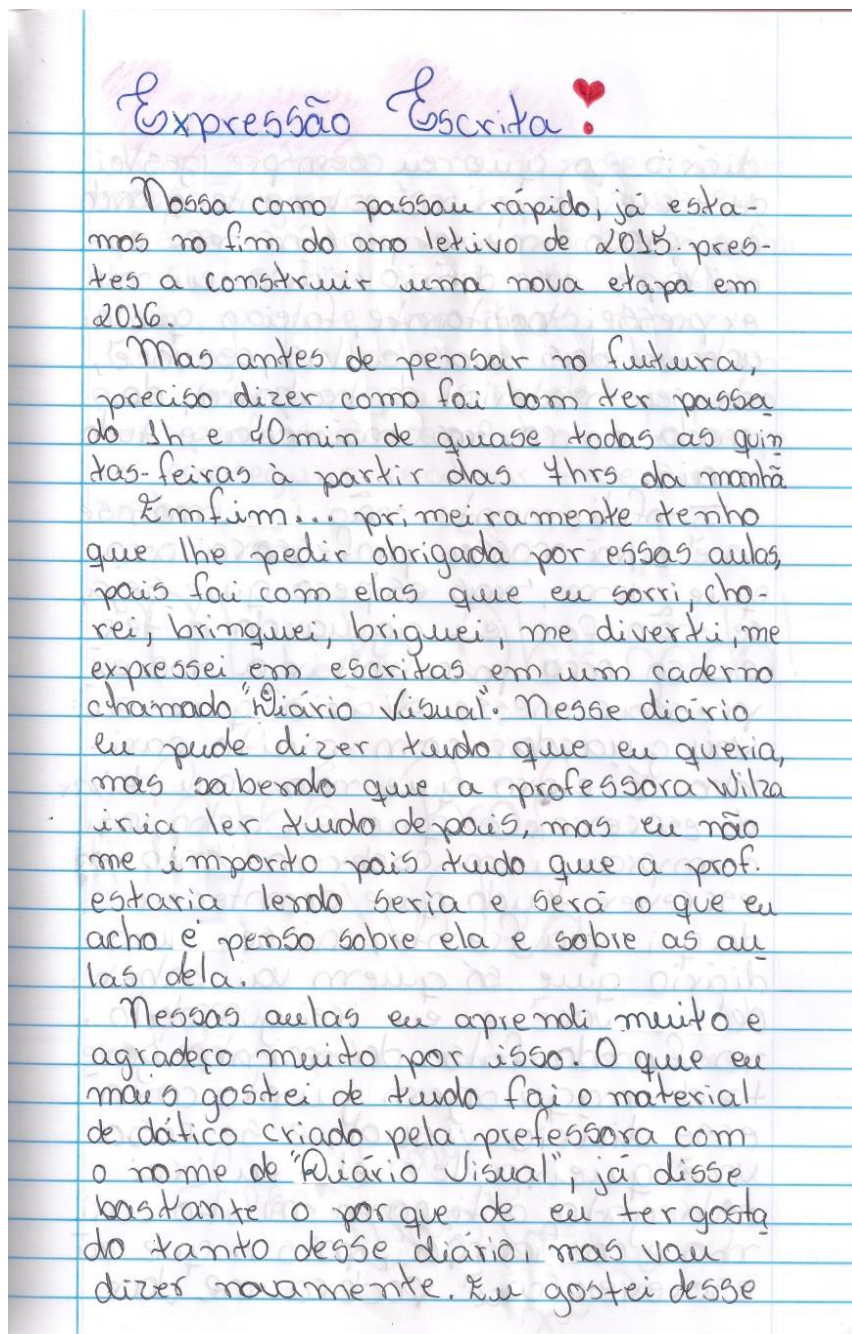 Expressão Escrita!
Nossa como passou rápido, já esta-
mos no fim do ano letivo de 2015. pres-
tes a construir uma nova etapa em
2016.
Mas antes de pensar no futura,
preciso dizer como foi bom ter passa
do 1h e 40min de quase todas as quin
tas-feiras à partir das 7hrs da manhã
Emfim... primeiramente tenho
que lhe pedir obrigada por essas aulas,
pois foi com elas que eu sorri, cho-
rei, brinquei, briguei, me diverti, me
expressei em escritas em um caderno
chamado "Diário Visual". Nesse diário
eu pude dizer tudo que eu queria,
mas sabendo que a professora Wilza
iria ler tudo depois, mas eu não
me importo pois tudo que a prof.
estaria lendo seria e será o que eu
acho e penso sobre ela e sobre as au
las dela.
Nessas aulas eu aprendi muito e
agradeço muito por isso. O que eu
mais gostei de tudo foi o material
de dático criado pela prefessora com
o nome de "Diário Visual", já disse
bastante o porque de eu ter gosta
do tanto desse diário, mas vou
dizer novamente. Eu gostei desse